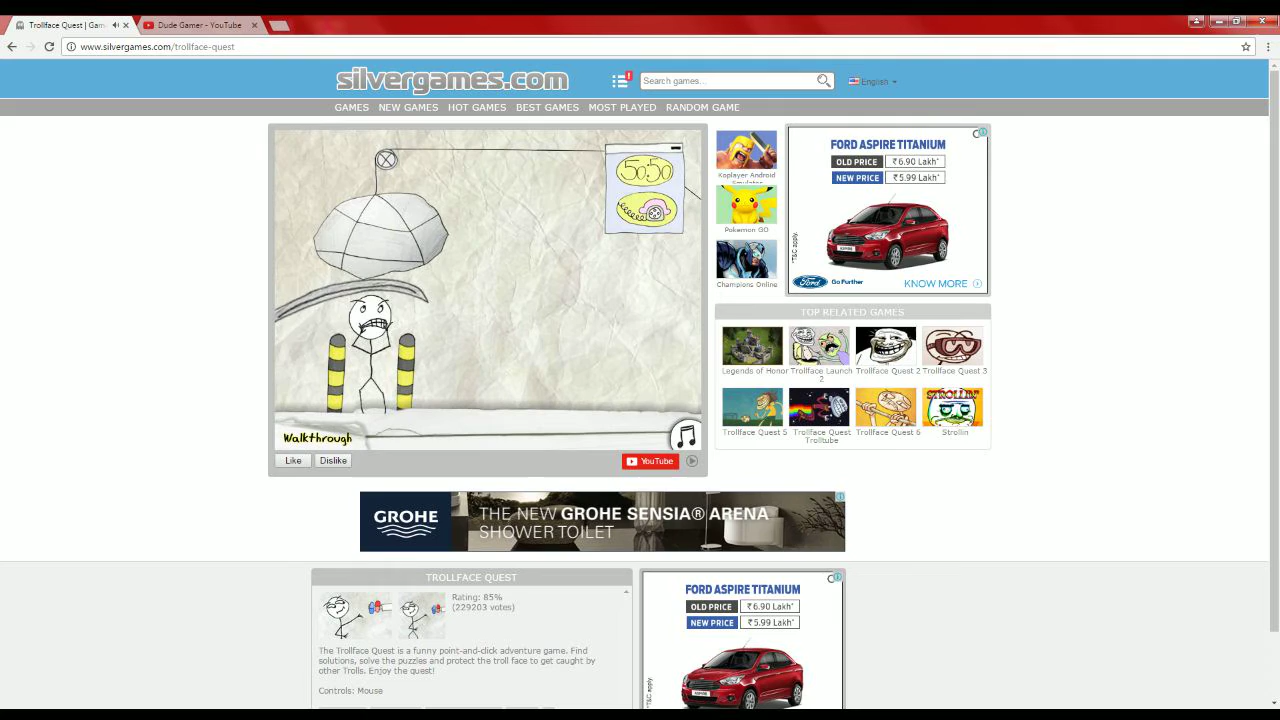 Trollface Quest | Gam
Dude Gamer - YouTube
www.silvergames.com/trollface-quest
silvergames.com
!
Search games...
English
GAMES NEW GAMES HOT GAMES BEST GAMES MOST PLAYED RANDOM GAME
50:50
Walkthrough
Like
Dislike
YouTube
Koplayer Android
Emulator
Pokemon GO
Champions Online
FORD ASPIRE TITANIUM
OLD PRICE ₹ 6.90 Lakh*
NEW PRICE ₹ 5.99 Lakh*
*T&C apply.
ASPIRE
Ford
Go Further
KNOW MORE
TOP RELATED GAMES
Legends of Honor
Trollface Launch
2
Trollface Quest 2
Trollface Quest 3
STROLLIN'
Trollface Quest 5
Trollface Quest
Trolltube
Trollface Quest 6
Strollin
GROHE
THE NEW GROHE SENSIA® ARENA
SHOWER TOILET
TROLLFACE QUEST
Rating: 85%
(229203 votes)
The Trollface Quest is a funny point-and-click adventure game. Find
solutions, solve the puzzles and protect the troll face to get caught by
other Trolls. Enjoy the quest!
Controls: Mouse
FORD ASPIRE TITANIUM
OLD PRICE ₹ 6.90 Lakh*
NEW PRICE ₹ 5.99 Lakh*
*T&C apply.
ASPIRE